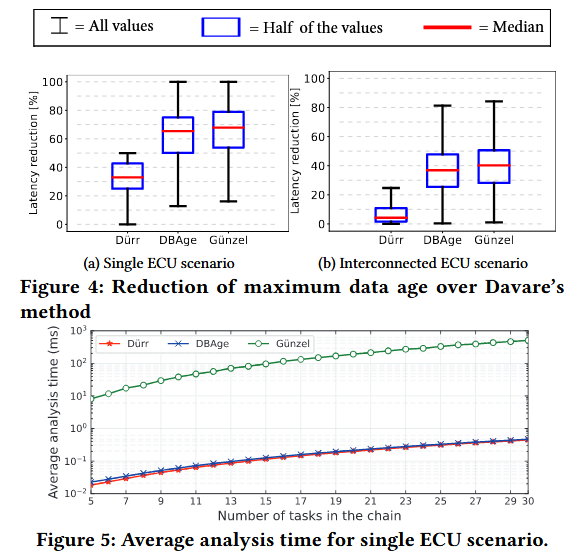 = All values = Half of the values = Median
Latency reduction [%]
100
80
60
40
20
0
Dürr DBAge Günzel
(a) Single ECU scenario
Latency reduction [%]
100
80
60
40
20
0
Dürr DBAge Günzel
(b) Interconnected ECU scenario
Figure 4: Reduction of maximum data age over Davare's
method
Average analysis time (ms)
10³
10²
10¹
10⁰
10⁻¹
10⁻²
Dürr DBAge Günzel
5 7 9 11 13 15 17 19 21 23 25 27 29 30
Number of tasks in the chain
Figure 5: Average analysis time for single ECU scenario.